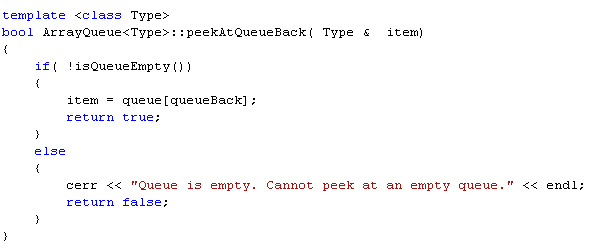 template <class Type>
bool ArrayQueue<Type>::peekAtQueueBack( Type &  item)
{
    if( !isQueueEmpty())
    {
        item = queue[queueBack];
        return true;
    }
    else
    {
        cerr << "Queue is empty. Cannot peek at an empty queue." << endl;
        return false;
    }
}